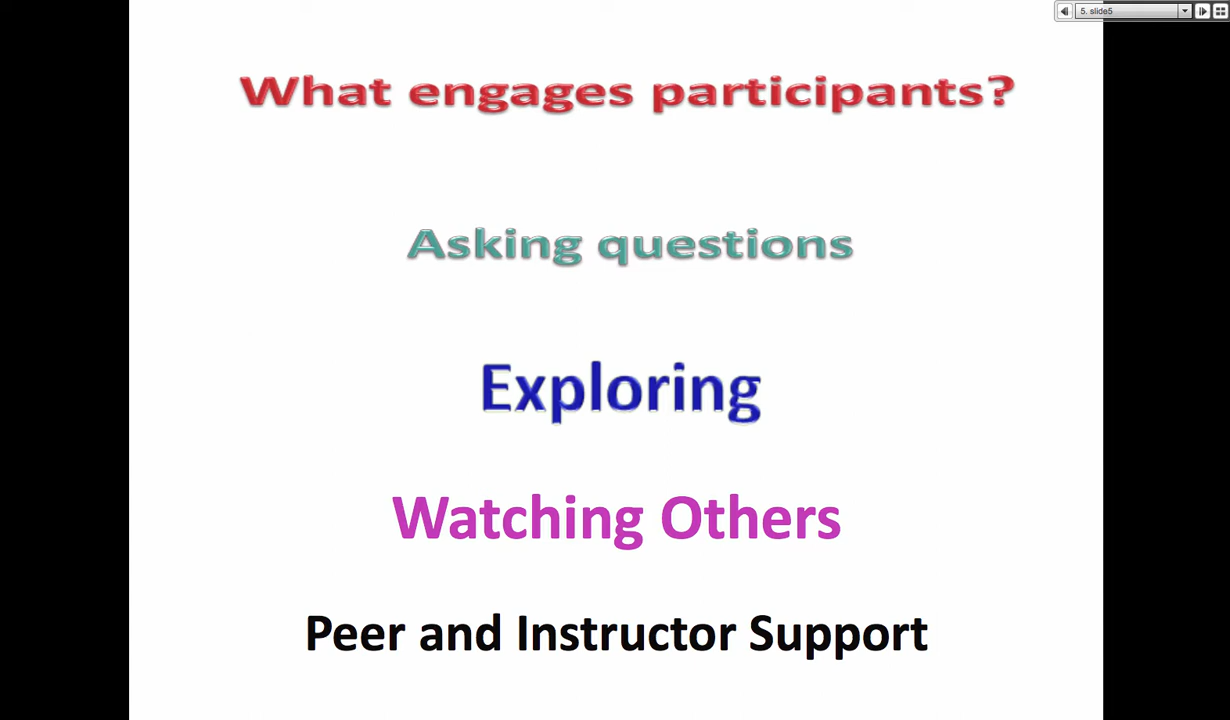 5. slide5
What engages participants?
Asking questions
Exploring
Watching Others
Peer and Instructor Support